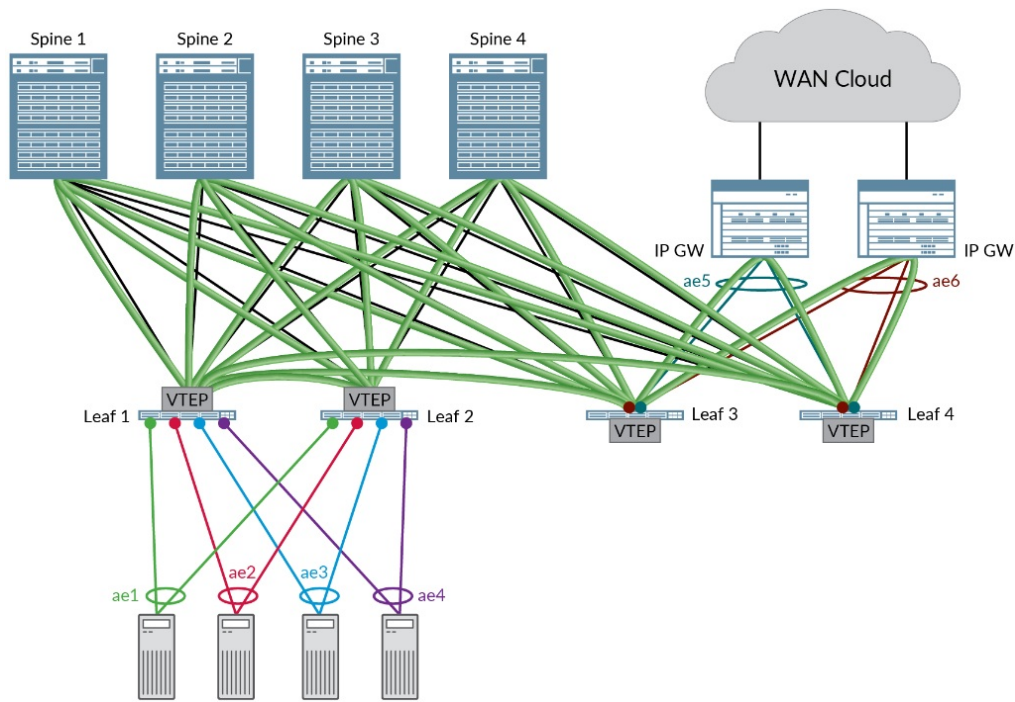 Spine 1
Spine 2
Spine 3
Spine 4
WAN Cloud
IP GW
IP GW
ae5
ae6
VTEP
VTEP
Leaf 1
Leaf 2
Leaf 3
Leaf 4
VTEP
VTEP
ae1
ae2
ae3
ae4